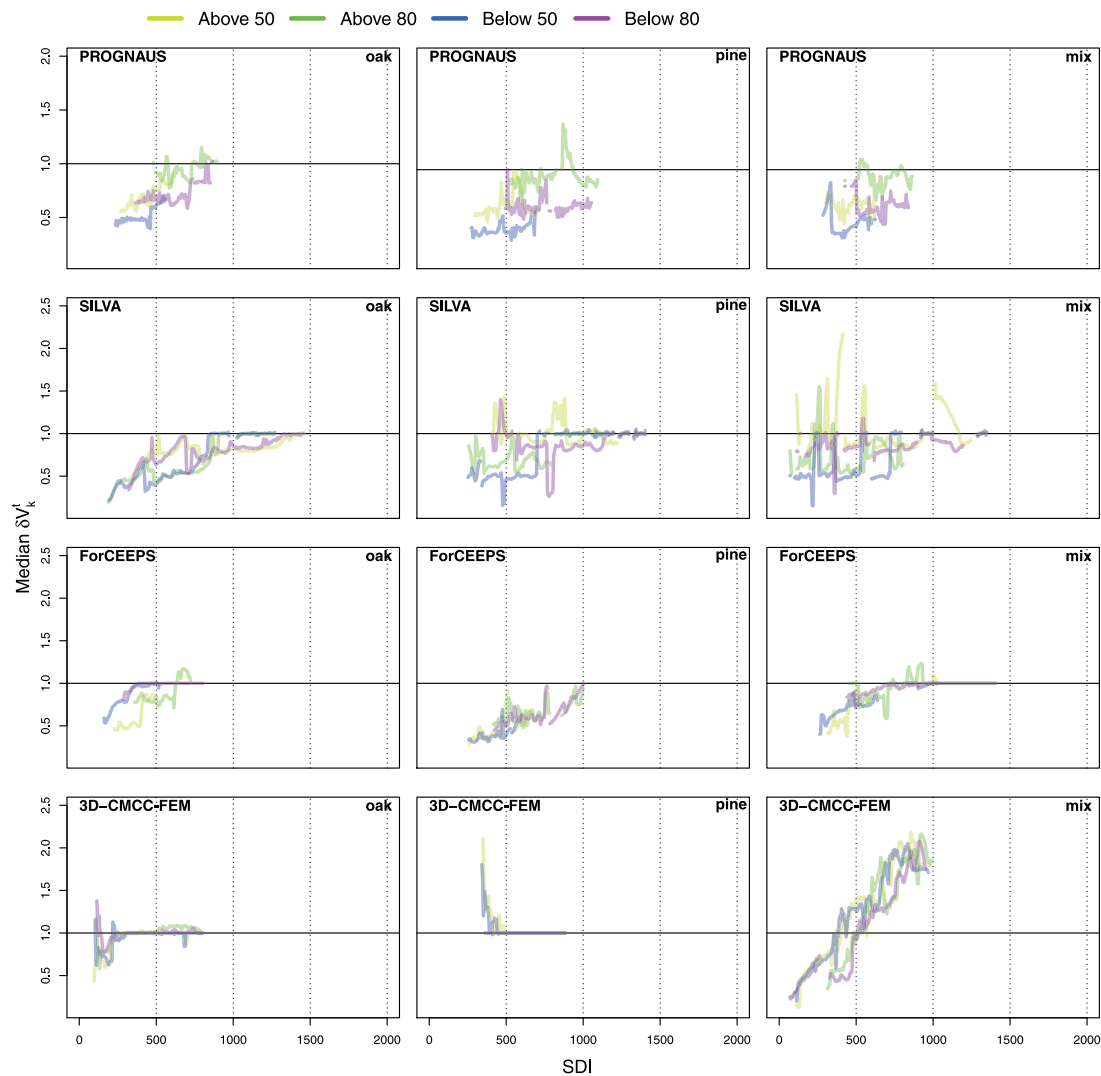 Above 50 Above 80 Below 50 Below 80
PROGNAUS oak PROGNAUS pine PROGNAUS mix
2.0
1.5
1.0
0.5
SILVA oak SILVA pine SILVA mix
2.5
2.0
1.5
1.0
0.5
ForCEEPS oak ForCEEPS pine ForCEEPS mix
2.5
2.0
1.5
1.0
0.5
3D–CMCC-FEM oak 3D–CMCC-FEM pine 3D–CMCC-FEM mix
2.5
2.0
1.5
1.0
0.5
Median δV^t_k
0 500 1000 1500 2000 0 500 1000 1500 2000 0 500 1000 1500 2000
SDI